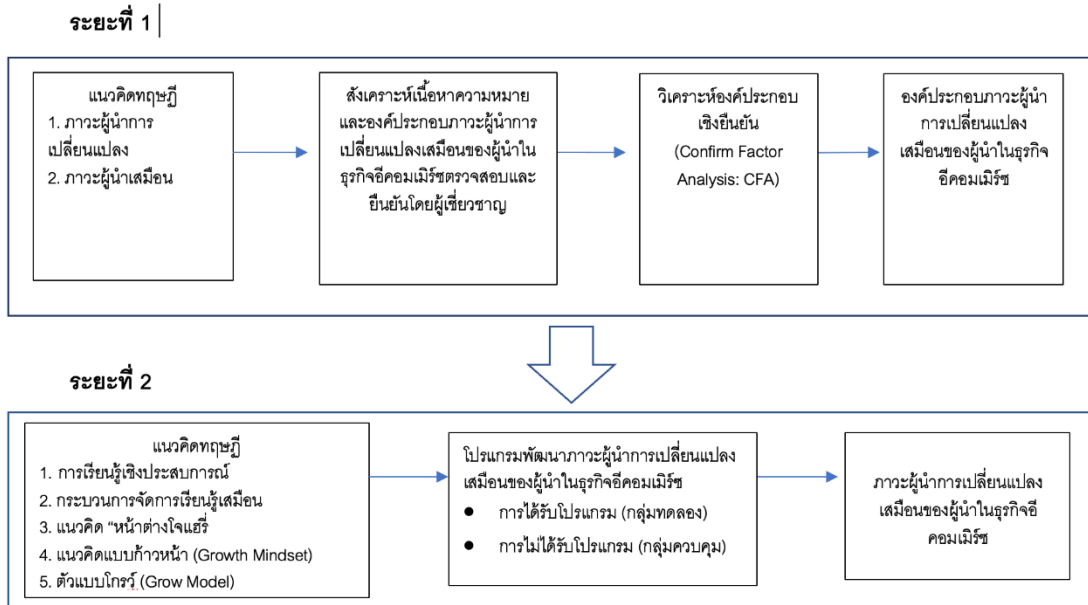 ระยะที่ 1
แนวคิดทฤษฎี
1. ภาวะผู้นำการ
เปลี่ยนแปลง
2. ภาวะผู้นำเสมือน
สังเคราะห์เนื้อหาความหมาย
และองค์ประกอบภาวะผู้นำการ
เปลี่ยนแปลงเสมือนของผู้นำใน
ธุรกิจอีคอมเมิร์ซตรวจสอบและ
ยืนยันโดยผู้เชี่ยวชาญ
วิเคราะห์องค์ประกอบ
เชิงยืนยัน
(Confirm Factor
Analysis: CFA)
องค์ประกอบภาวะผู้นำ
การเปลี่ยนแปลง
เสมือนของผู้นำในธุรกิจ
อีคอมเมิร์ซ
ระยะที่ 2
แนวคิดทฤษฎี
1. การเรียนรู้เชิงประสบการณ์
2. กระบวนการจัดการเรียนรู้เสมือน
3. แนวคิด “หน้าต่างโจแฮรี่
4. แนวคิดแบบก้าวหน้า (Growth Mindset)
5. ตัวแบบโกรว์ (Grow Model)
โปรแกรมพัฒนาภาวะผู้นำการเปลี่ยนแปลง
เสมือนของผู้นำในธุรกิจอีคอมเมิร์ซ
● การได้รับโปรแกรม (กลุ่มทดลอง)
● การไม่ได้รับโปรแกรม (กลุ่มควบคุม)
ภาวะผู้นำการเปลี่ยนแปลง
เสมือนของผู้นำในธุรกิจอี
คอมเมิร์ซ